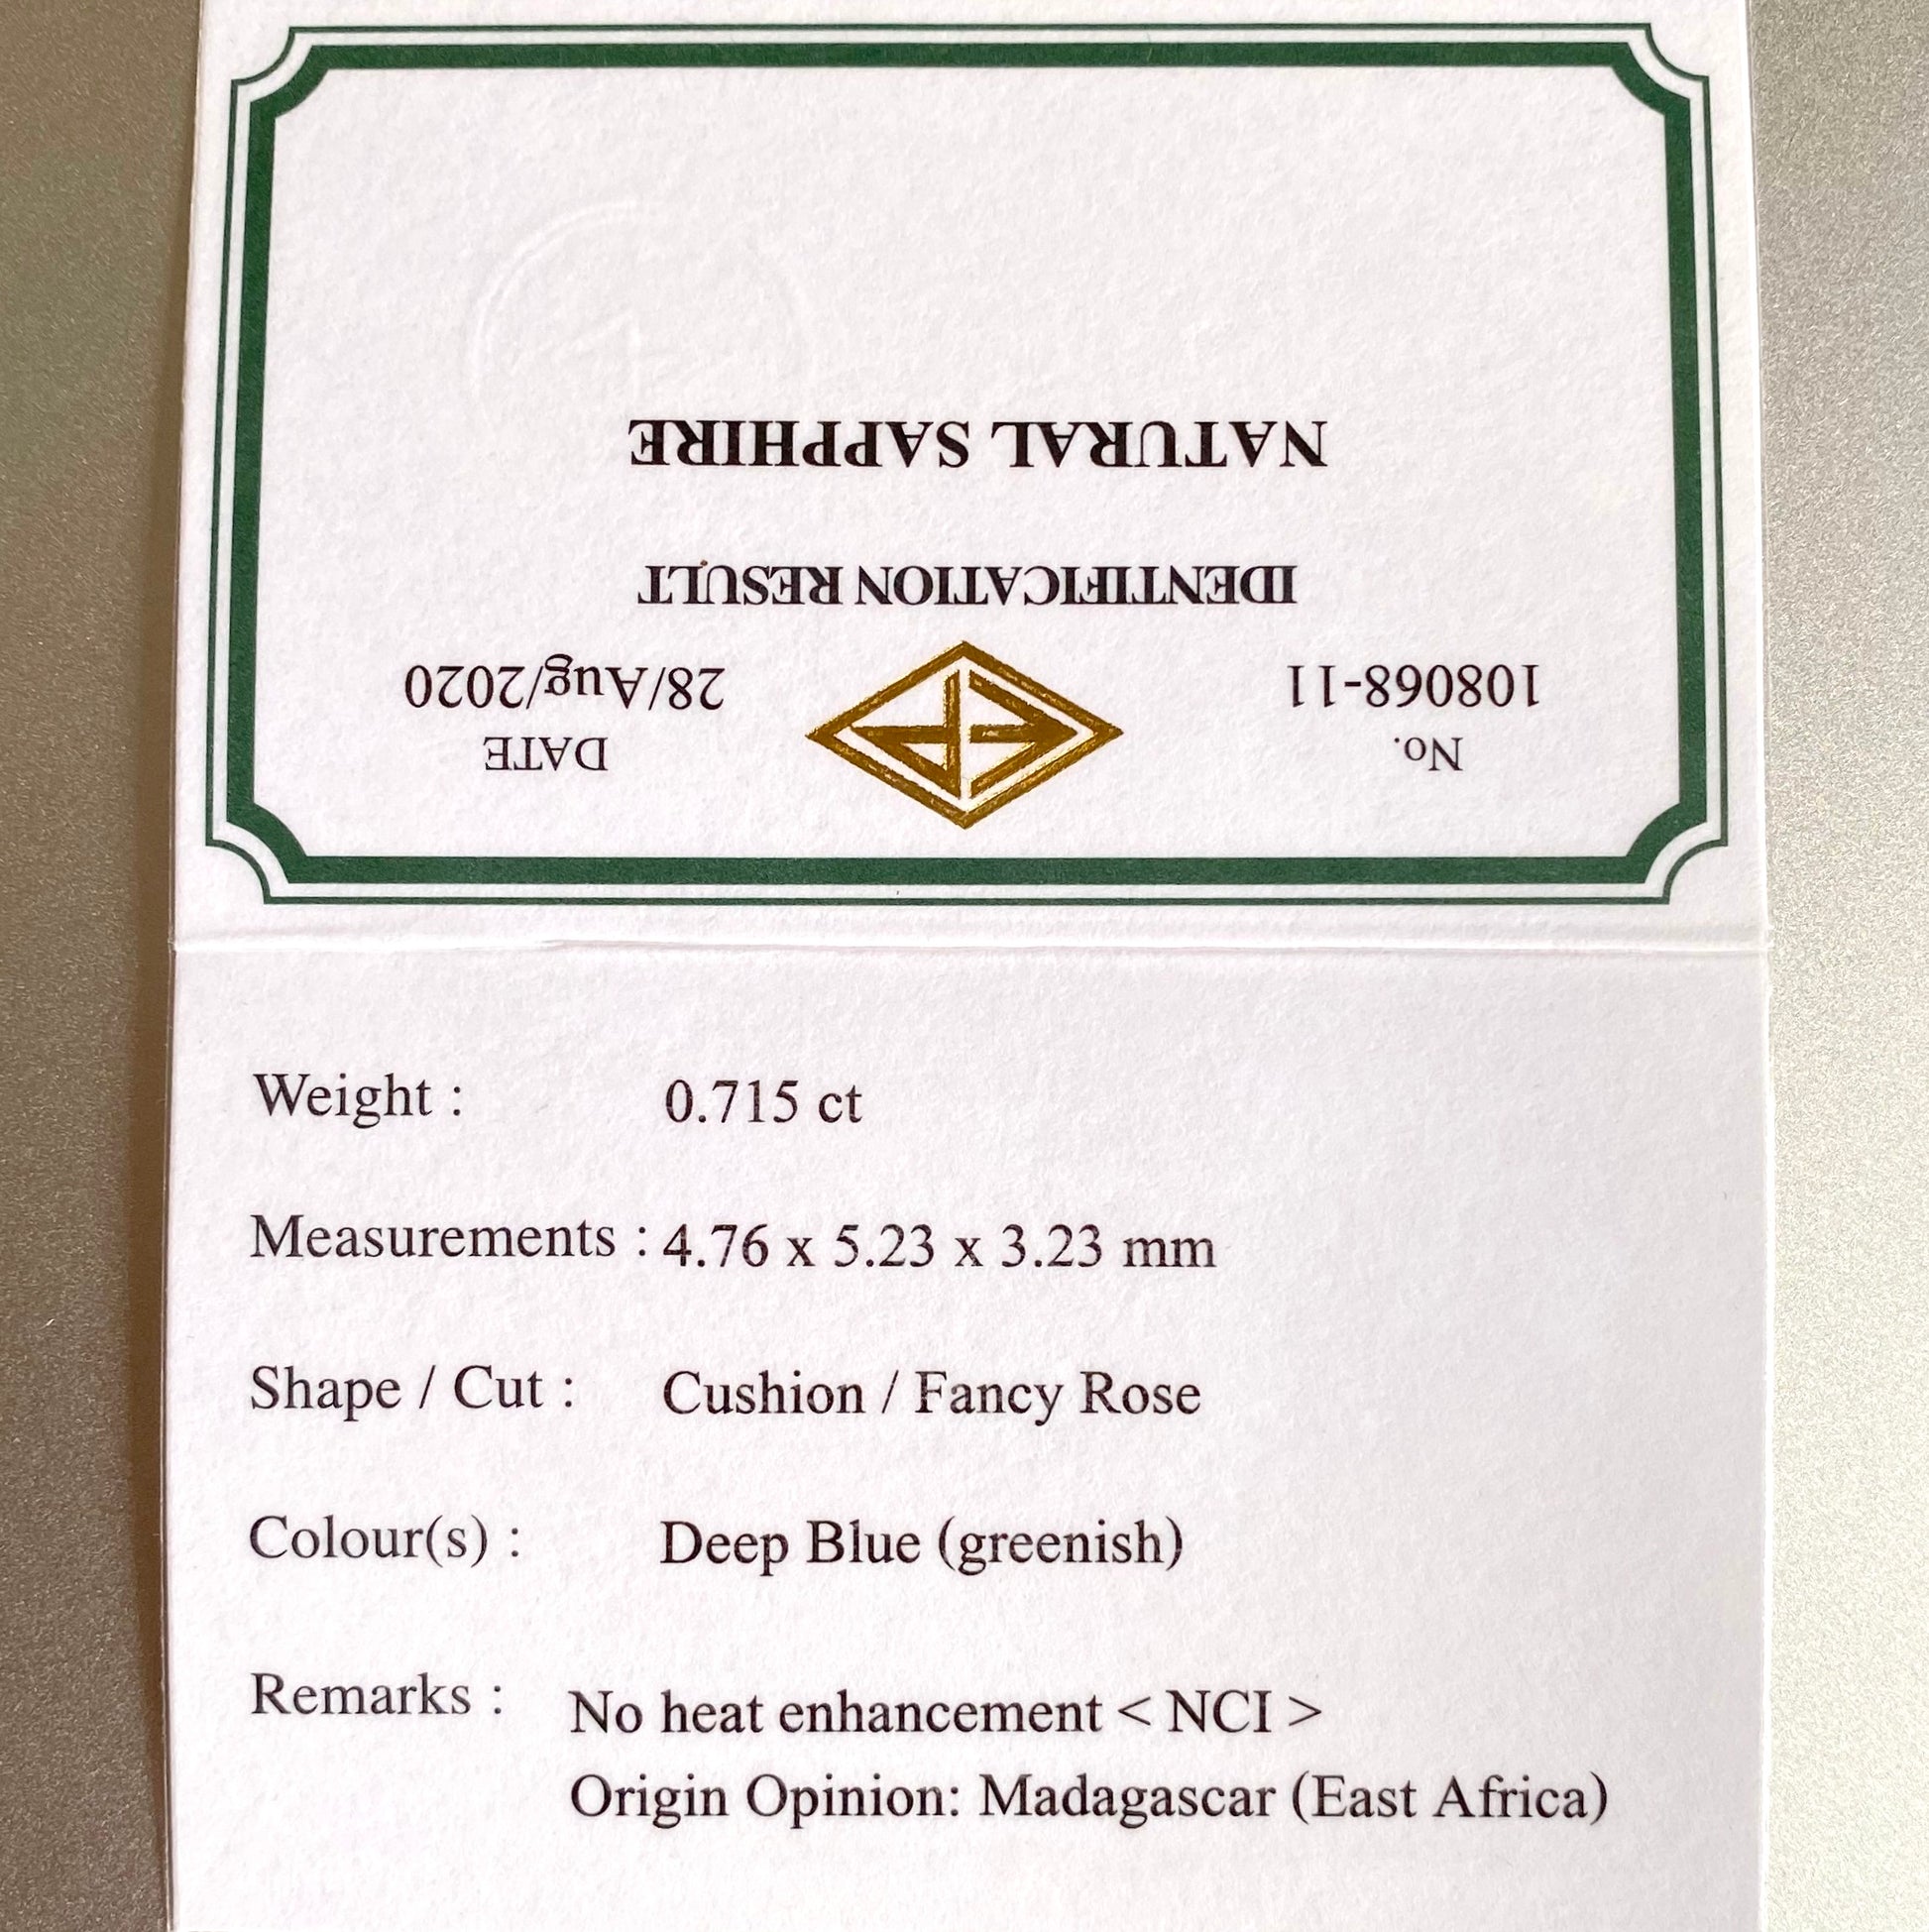 No.
DATE
108068-11
28/Aug/2020
IDENTIFICATION RESULT
NATURAL SAPPHIRE
Weight : 0.715 ct
Measurements : 4.76 x 5.23 x 3.23 mm
Shape / Cut : Cushion / Fancy Rose
Colour(s) : Deep Blue (greenish)
Remarks : No heat enhancement < NCI >
Origin Opinion: Madagascar (East Africa)